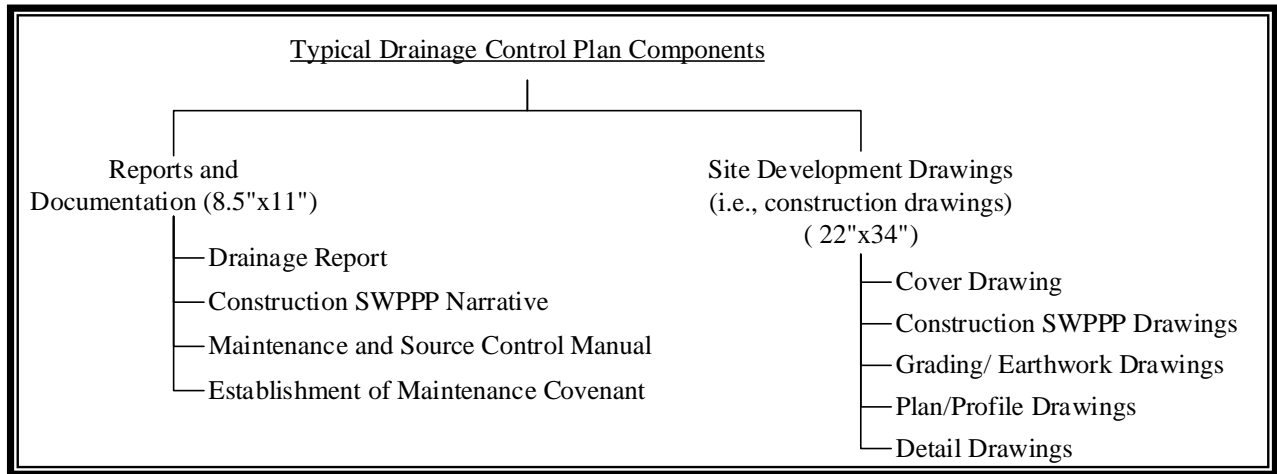 Typical Drainage Control Plan Components
Reports and
Documentation (8.5"x11")
Drainage Report
Construction SWPPP Narrative
Maintenance and Source Control Manual
Establishment of Maintenance Covenant
Site Development Drawings
(i.e., construction drawings)
( 22"x34")
Cover Drawing
Construction SWPPP Drawings
Grading/ Earthwork Drawings
Plan/Profile Drawings
Detail Drawings